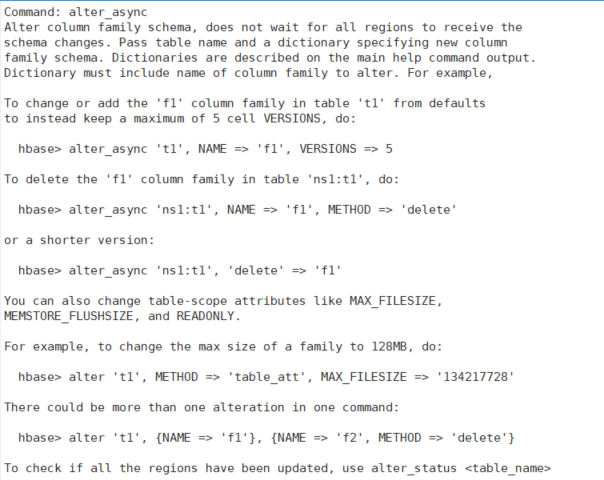 Command: alter_async
Alter column family schema, does not wait for all regions to receive the
schema changes. Pass table name and a dictionary specifying new column
family schema. Dictionaries are described on the main help command output.
Dictionary must include name of column family to alter. For example,
To change or add the 'f1' column family in table 't1' from defaults
to instead keep a maximum of 5 cell VERSIONS, do:
hbase> alter_async 't1', NAME => 'f1', VERSIONS => 5
To delete the 'f1' column family in table 'ns1:t1', do:
hbase> alter_async 'ns1:t1', NAME => 'f1', METHOD => 'delete'
or a shorter version:
hbase> alter_async 'ns1:t1', 'delete' => 'f1'
You can also change table-scope attributes like MAX_FILESIZE,
MEMSTORE_FLUSHSIZE, and READONLY.
For example, to change the max size of a family to 128MB, do:
hbase> alter 't1', METHOD => 'table_att', MAX_FILESIZE => '134217728'
There could be more than one alteration in one command:
hbase> alter 't1', {NAME => 'f1'}, {NAME => 'f2', METHOD => 'delete'}
To check if all the regions have been updated, use alter_status <table_name>